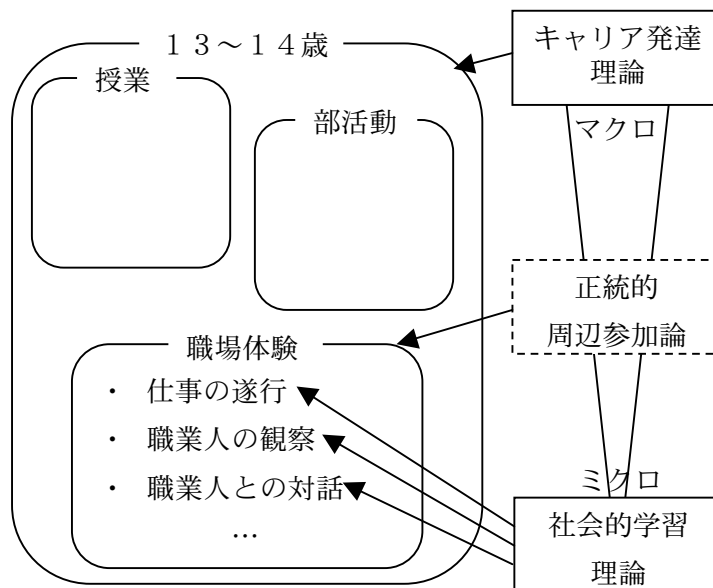 １３～１４歳
授業
部活動
職場体験
・ 仕事の遂行
・ 職業人の観察
・ 職業人との対話
…
キャリア発達
理論
マクロ
正統的
周辺参加論
ミクロ
社会的学習
理論